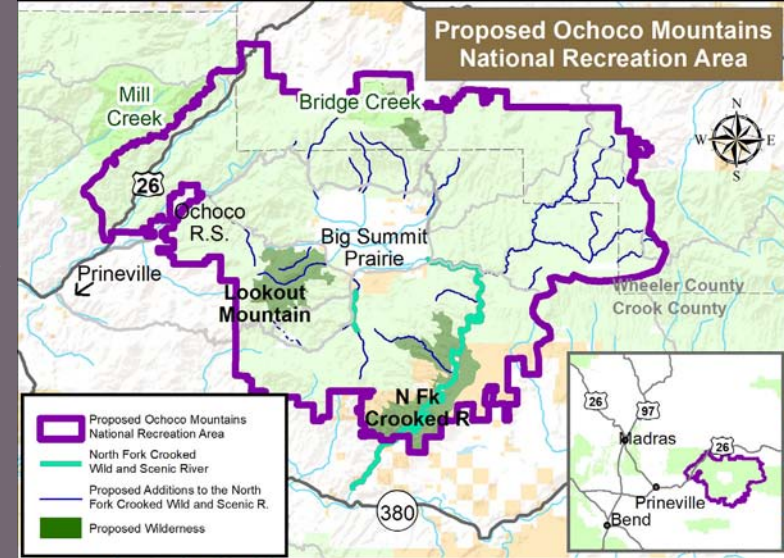 Proposed Ochoco Mountains
National Recreation Area
Mill
Creek
Bridge Creek
N
W E
S
26
Ochoco
R.S.
Big Summit
Prairie
Prineville
Lookout
Mountain
Wheeler County
Crook County
N Fk
Crooked R
380
Proposed Ochoco Mountains
National Recreation Area
North Fork Crooked
Wild and Scenic River
Proposed Additions to the North
Fork Crooked Wild and Scenic R.
Proposed Wilderness
26
97
26
Madras
Prineville
Bend